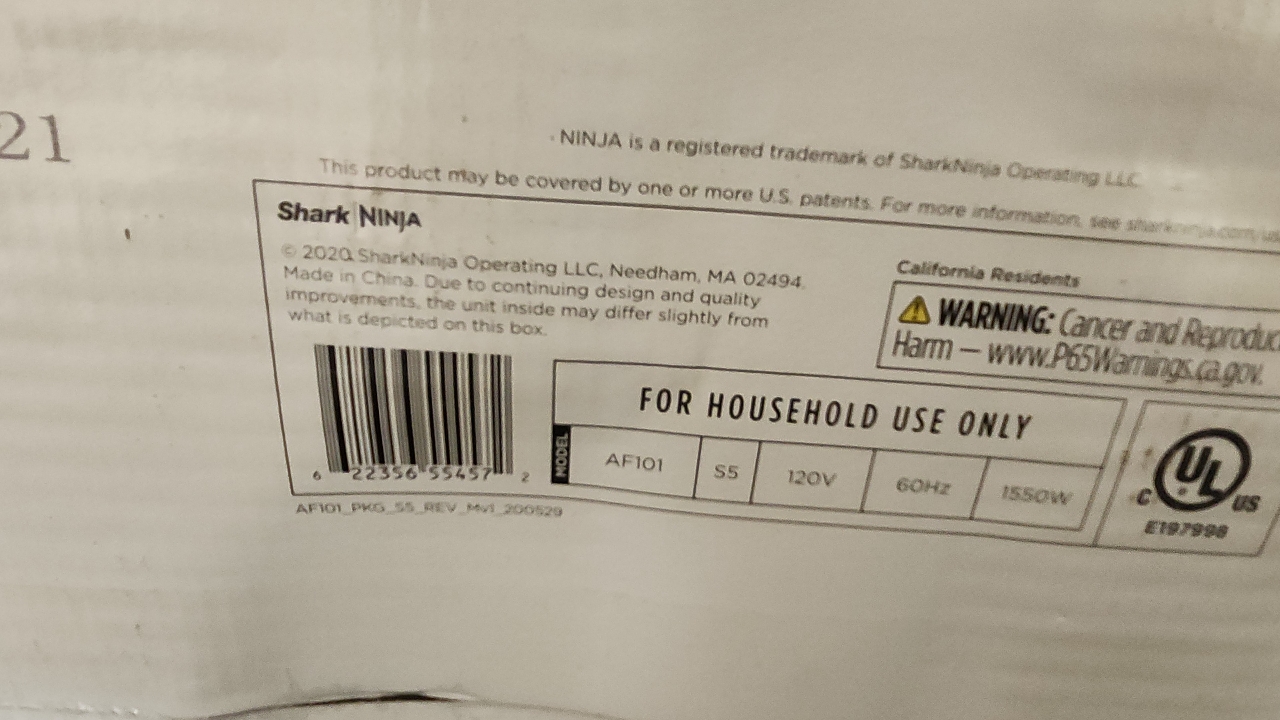 21
NINJA is a registered trademark of SharkNinja Operating LLC.
This product may be covered by one or more U.S. patents. For more information, see sharkninja.com/us
Shark NINJA
© 2020 SharkNinja Operating LLC, Needham, MA 02494.
Made in China. Due to continuing design and quality
improvements, the unit inside may differ slightly from
what is depicted on this box.
California Residents
WARNING: Cancer and Reproduc
Harm – www.P65Warnings.ca.gov.
FOR HOUSEHOLD USE ONLY
MODEL AF101 S5 120V 60Hz 1550W
6 22356 55457 2
C UL US
E197998
AF101_PKG_S5_REV_Mv1_200529